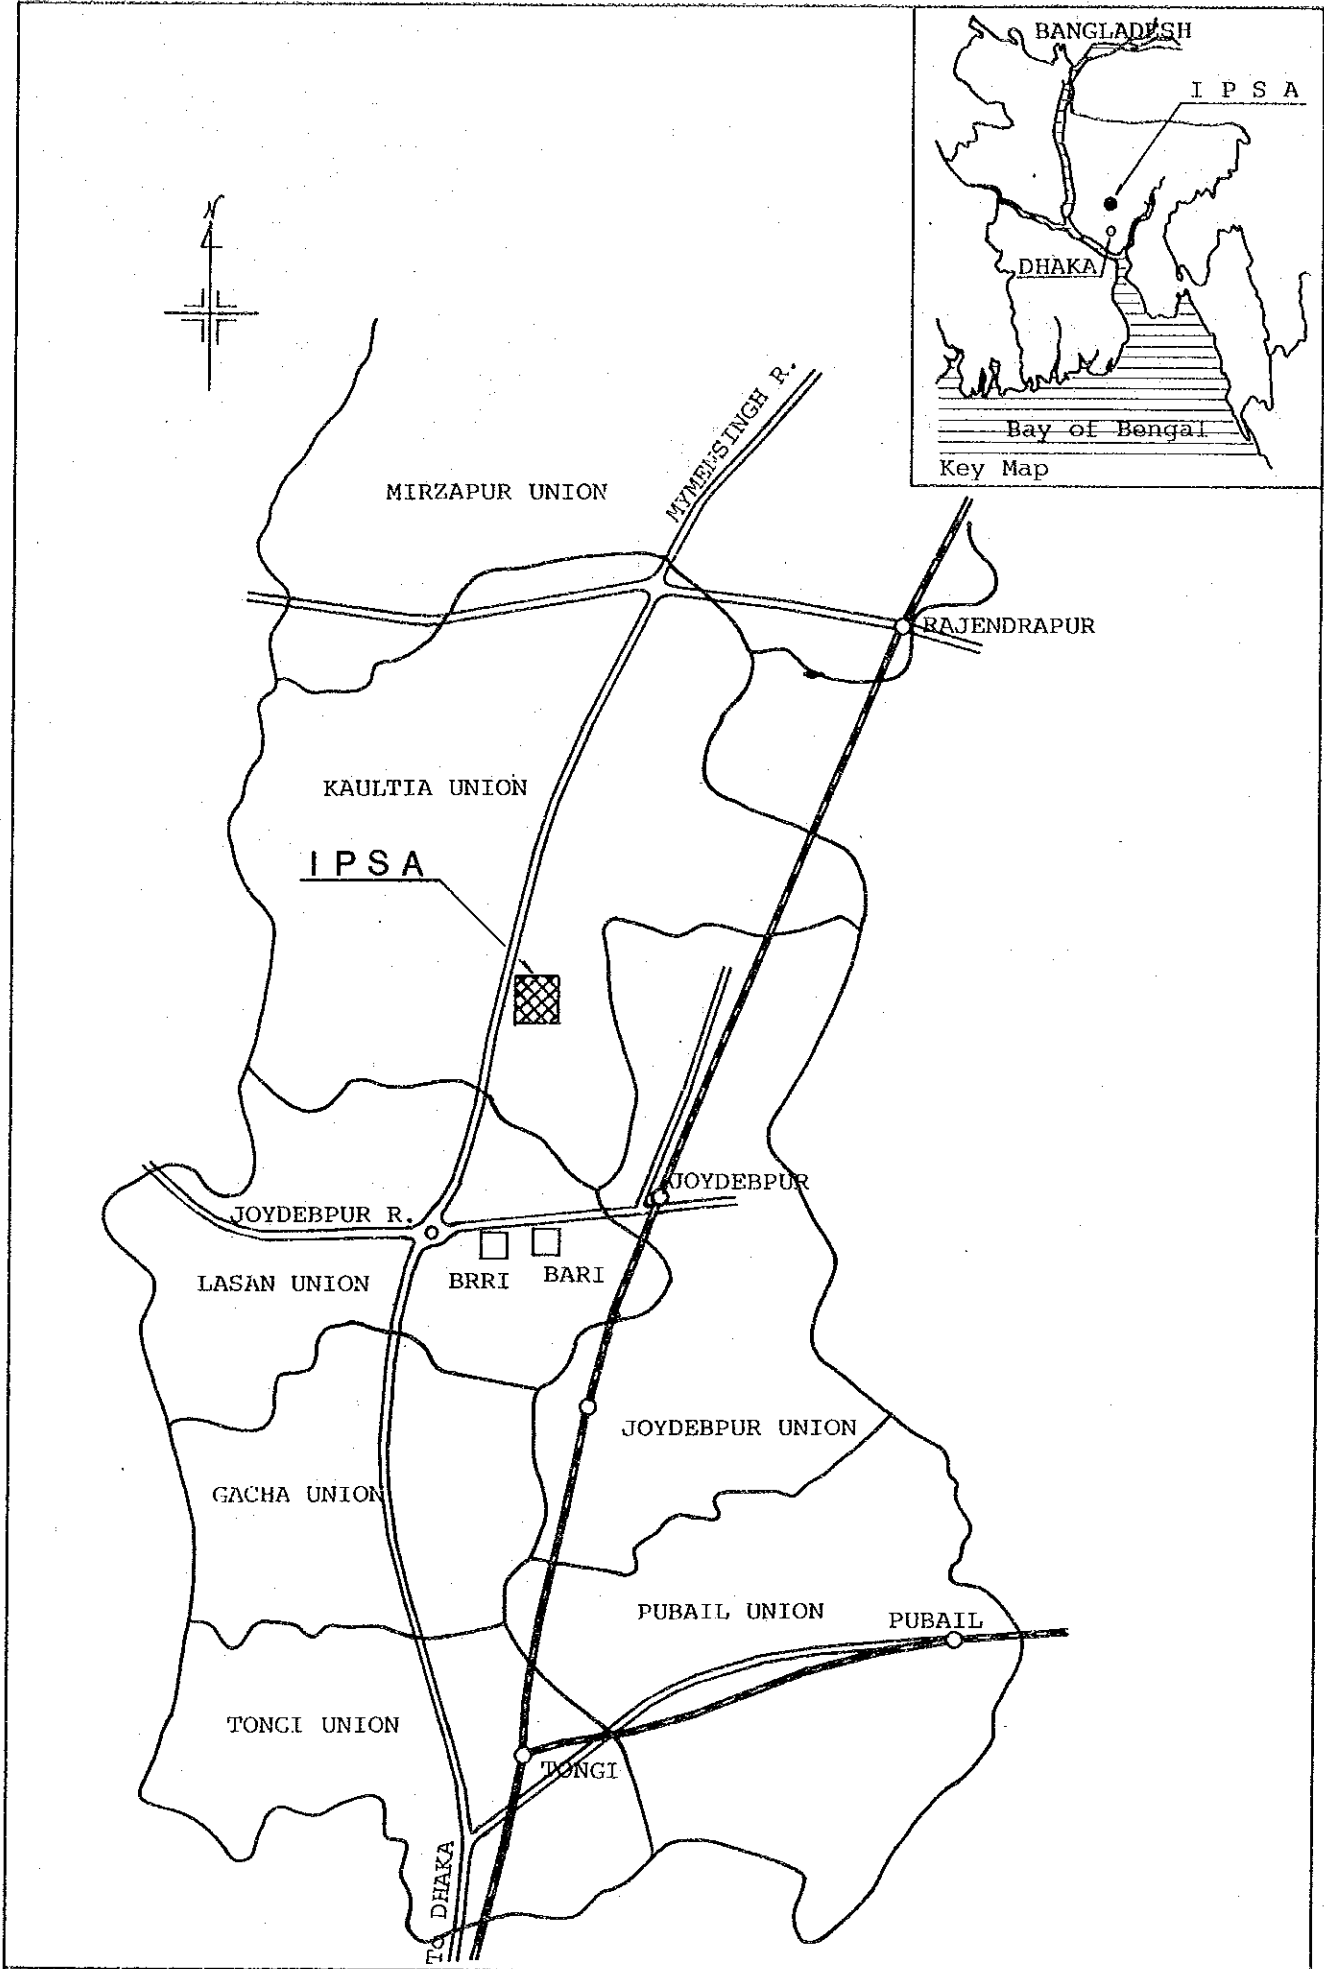 BANGLADESH
I P S A
DHAKA
Bay of Bengal
Key Map
N
MYMENSINGH R.
MIRZAPUR UNION
RAJENDRAPUR
KAULTIA UNION
I P S A
JOYDEBPUR
JOYDEBPUR R.
BRRI
BARI
LASAN UNION
JOYDEBPUR UNION
GACHA UNION
PUBAIL UNION
PUBAIL
TONGI UNION
TONGI
To DHAKA